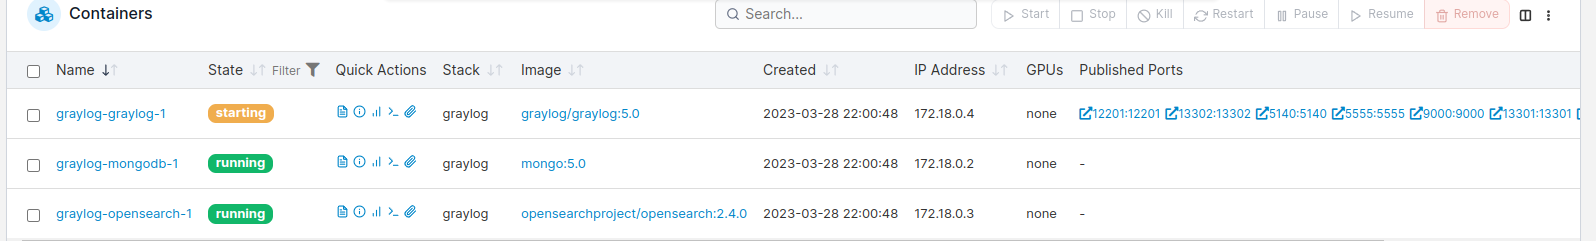 Containers Search... Start Stop Kill Restart Pause Resume Remove
Name State Filter Quick Actions Stack Image Created IP Address GPUs Published Ports
graylog-graylog-1 starting graylog graylog/graylog:5.0 2023-03-28 22:00:48 172.18.0.4 none 12201:12201 13302:13302 5140:5140 5555:5555 9000:9000 13301:13301
graylog-mongodb-1 running graylog mongo:5.0 2023-03-28 22:00:48 172.18.0.2 none -
graylog-opensearch-1 running graylog opensearchproject/opensearch:2.4.0 2023-03-28 22:00:48 172.18.0.3 none -